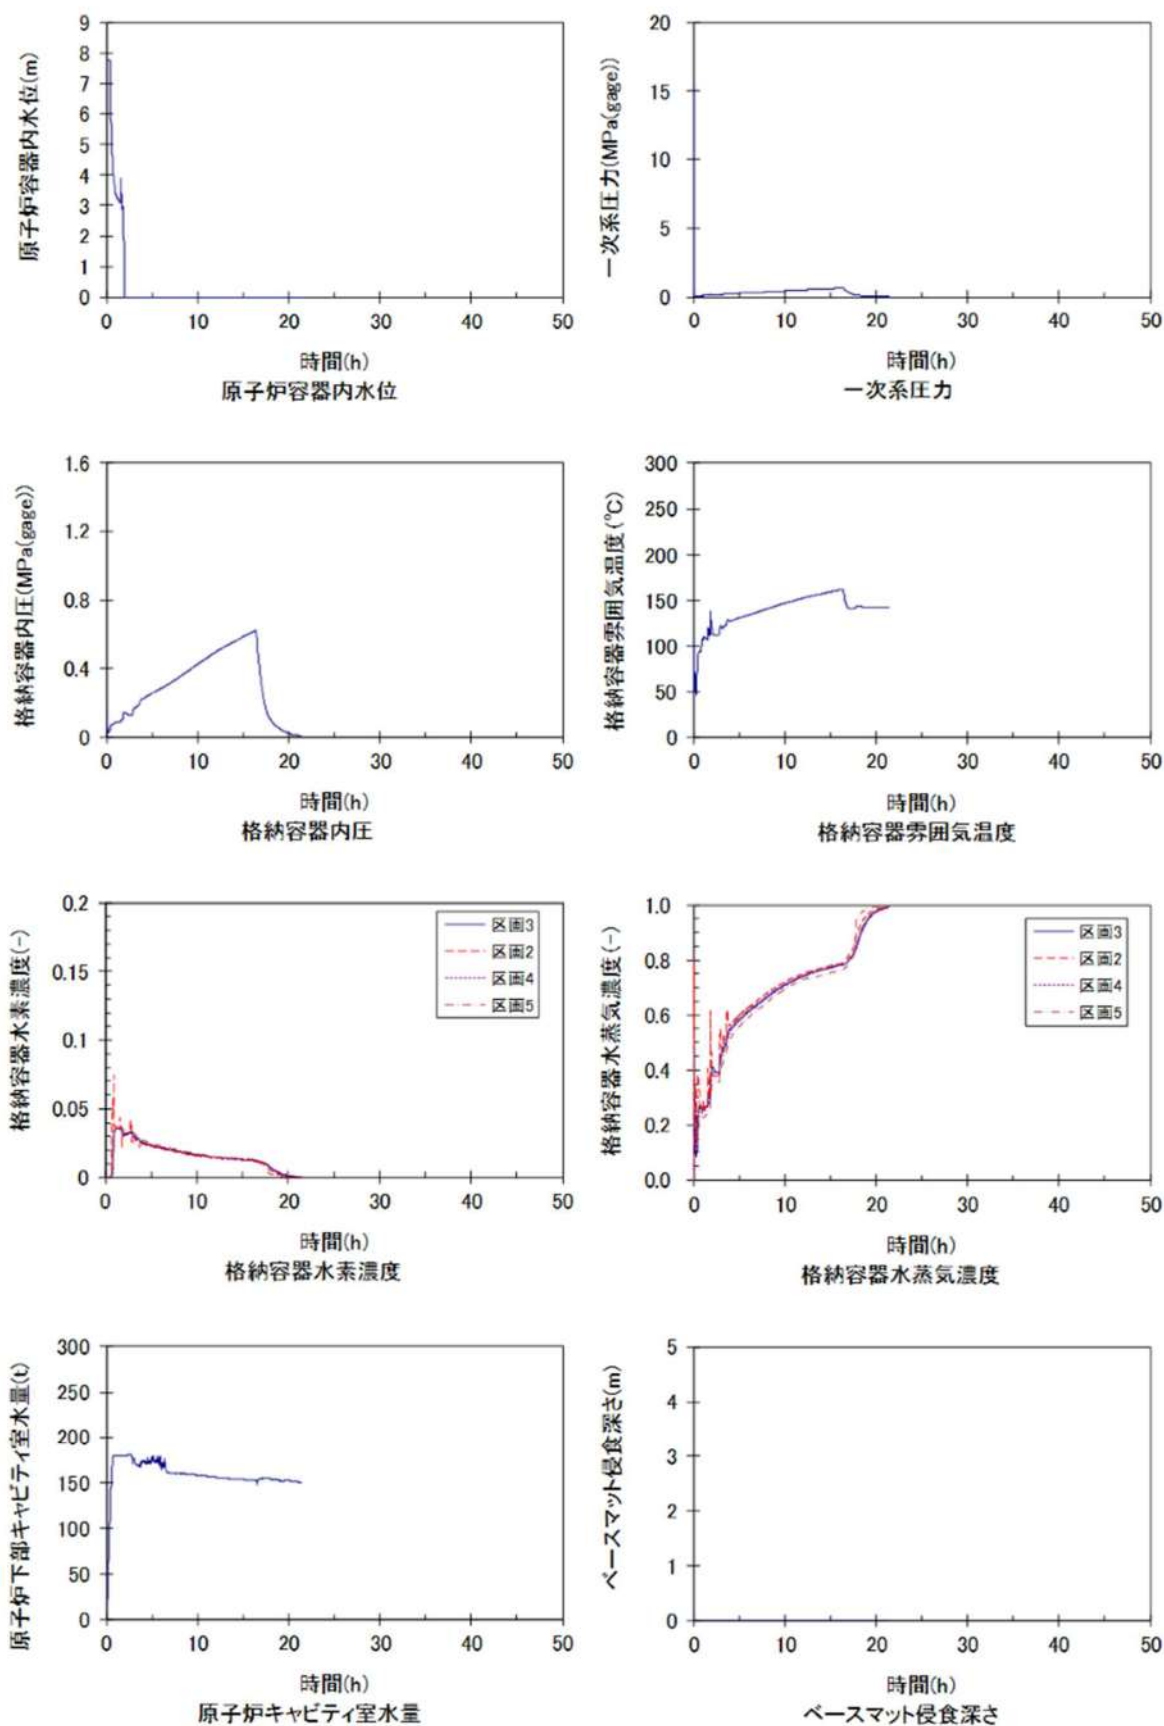 原子炉容器内水位(m)
9
8
7
6
5
4
3
2
1
0
0 10 20 30 40 50
時間(h)
原子炉容器内水位
一次系圧力(MPa(gage))
20
15
10
5
0
0 10 20 30 40 50
時間(h)
一次系圧力
格納容器内圧(MPa(gage))
1.6
1.2
0.8
0.4
0
0 10 20 30 40 50
時間(h)
格納容器内圧
格納容器雰囲気温度(℃)
300
250
200
150
100
50
0
0 10 20 30 40 50
時間(h)
格納容器雰囲気温度
格納容器水素濃度(-)
0.2
0.15
0.1
0.05
0
区画3
区画2
区画4
区画5
0 10 20 30 40 50
時間(h)
格納容器水素濃度
格納容器水蒸気濃度(-)
1.0
0.8
0.6
0.4
0.2
0.0
区画3
区画2
区画4
区画5
0 10 20 30 40 50
時間(h)
格納容器水蒸気濃度
原子炉下部キャビティ室水量(t)
300
250
200
150
100
50
0
0 10 20 30 40 50
時間(h)
原子炉キャビティ室水量
ベースマット侵食深さ(m)
5
4
3
2
1
0
0 10 20 30 40 50
時間(h)
ベースマット侵食深さ